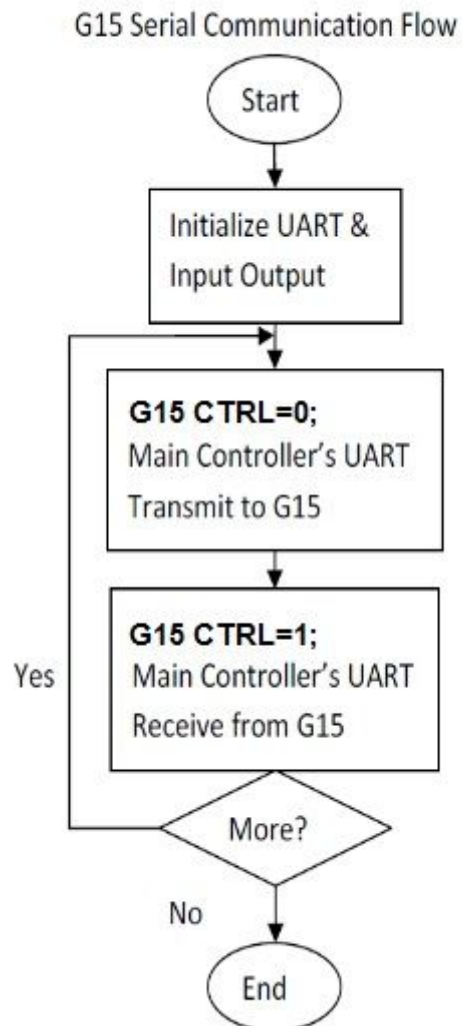 G15 Serial Communication Flow
Start
Initialize UART &
Input Output
G15 CTRL=0;
Main Controller's UART
Transmit to G15
G15 CTRL=1;
Main Controller's UART
Receive from G15
Yes
More?
No
End